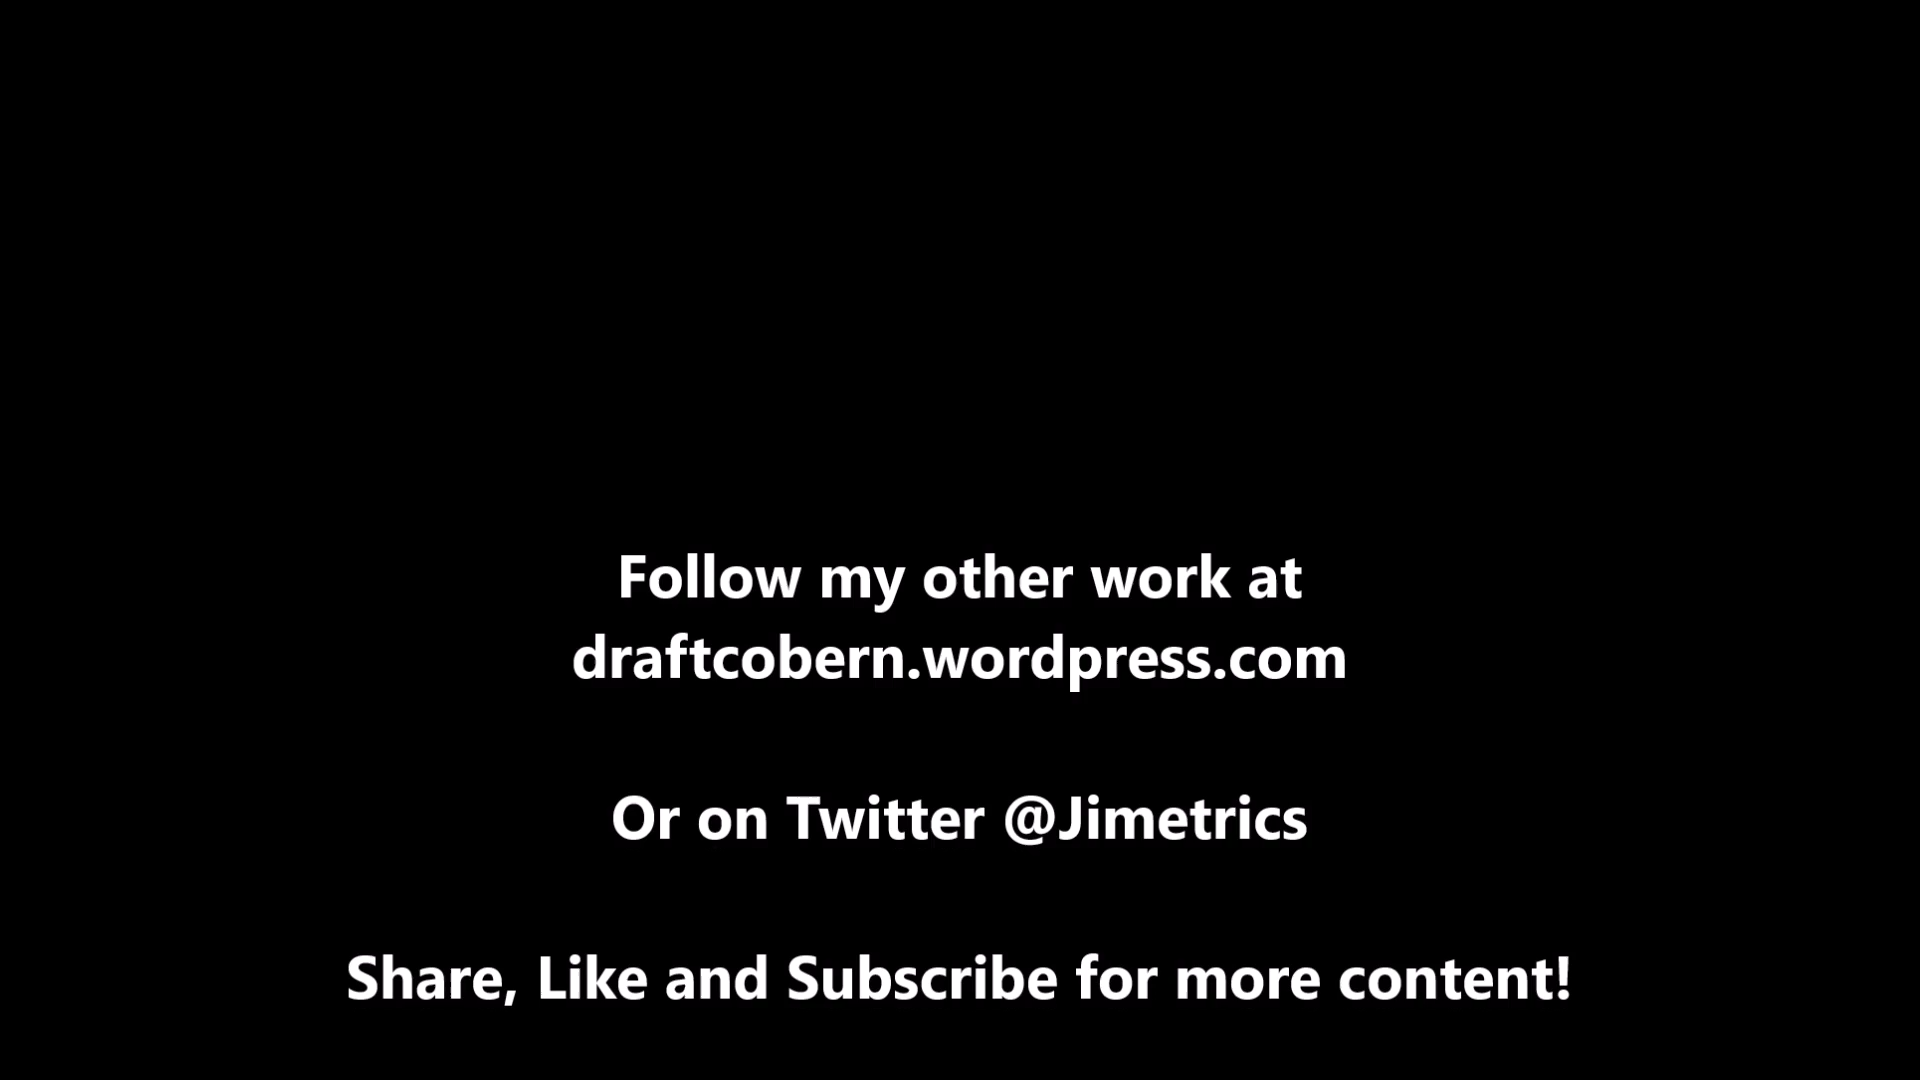 Follow my other work at
draftcobern.wordpress.com
Or on Twitter @Jimetrics
Share, Like and Subscribe for more content!